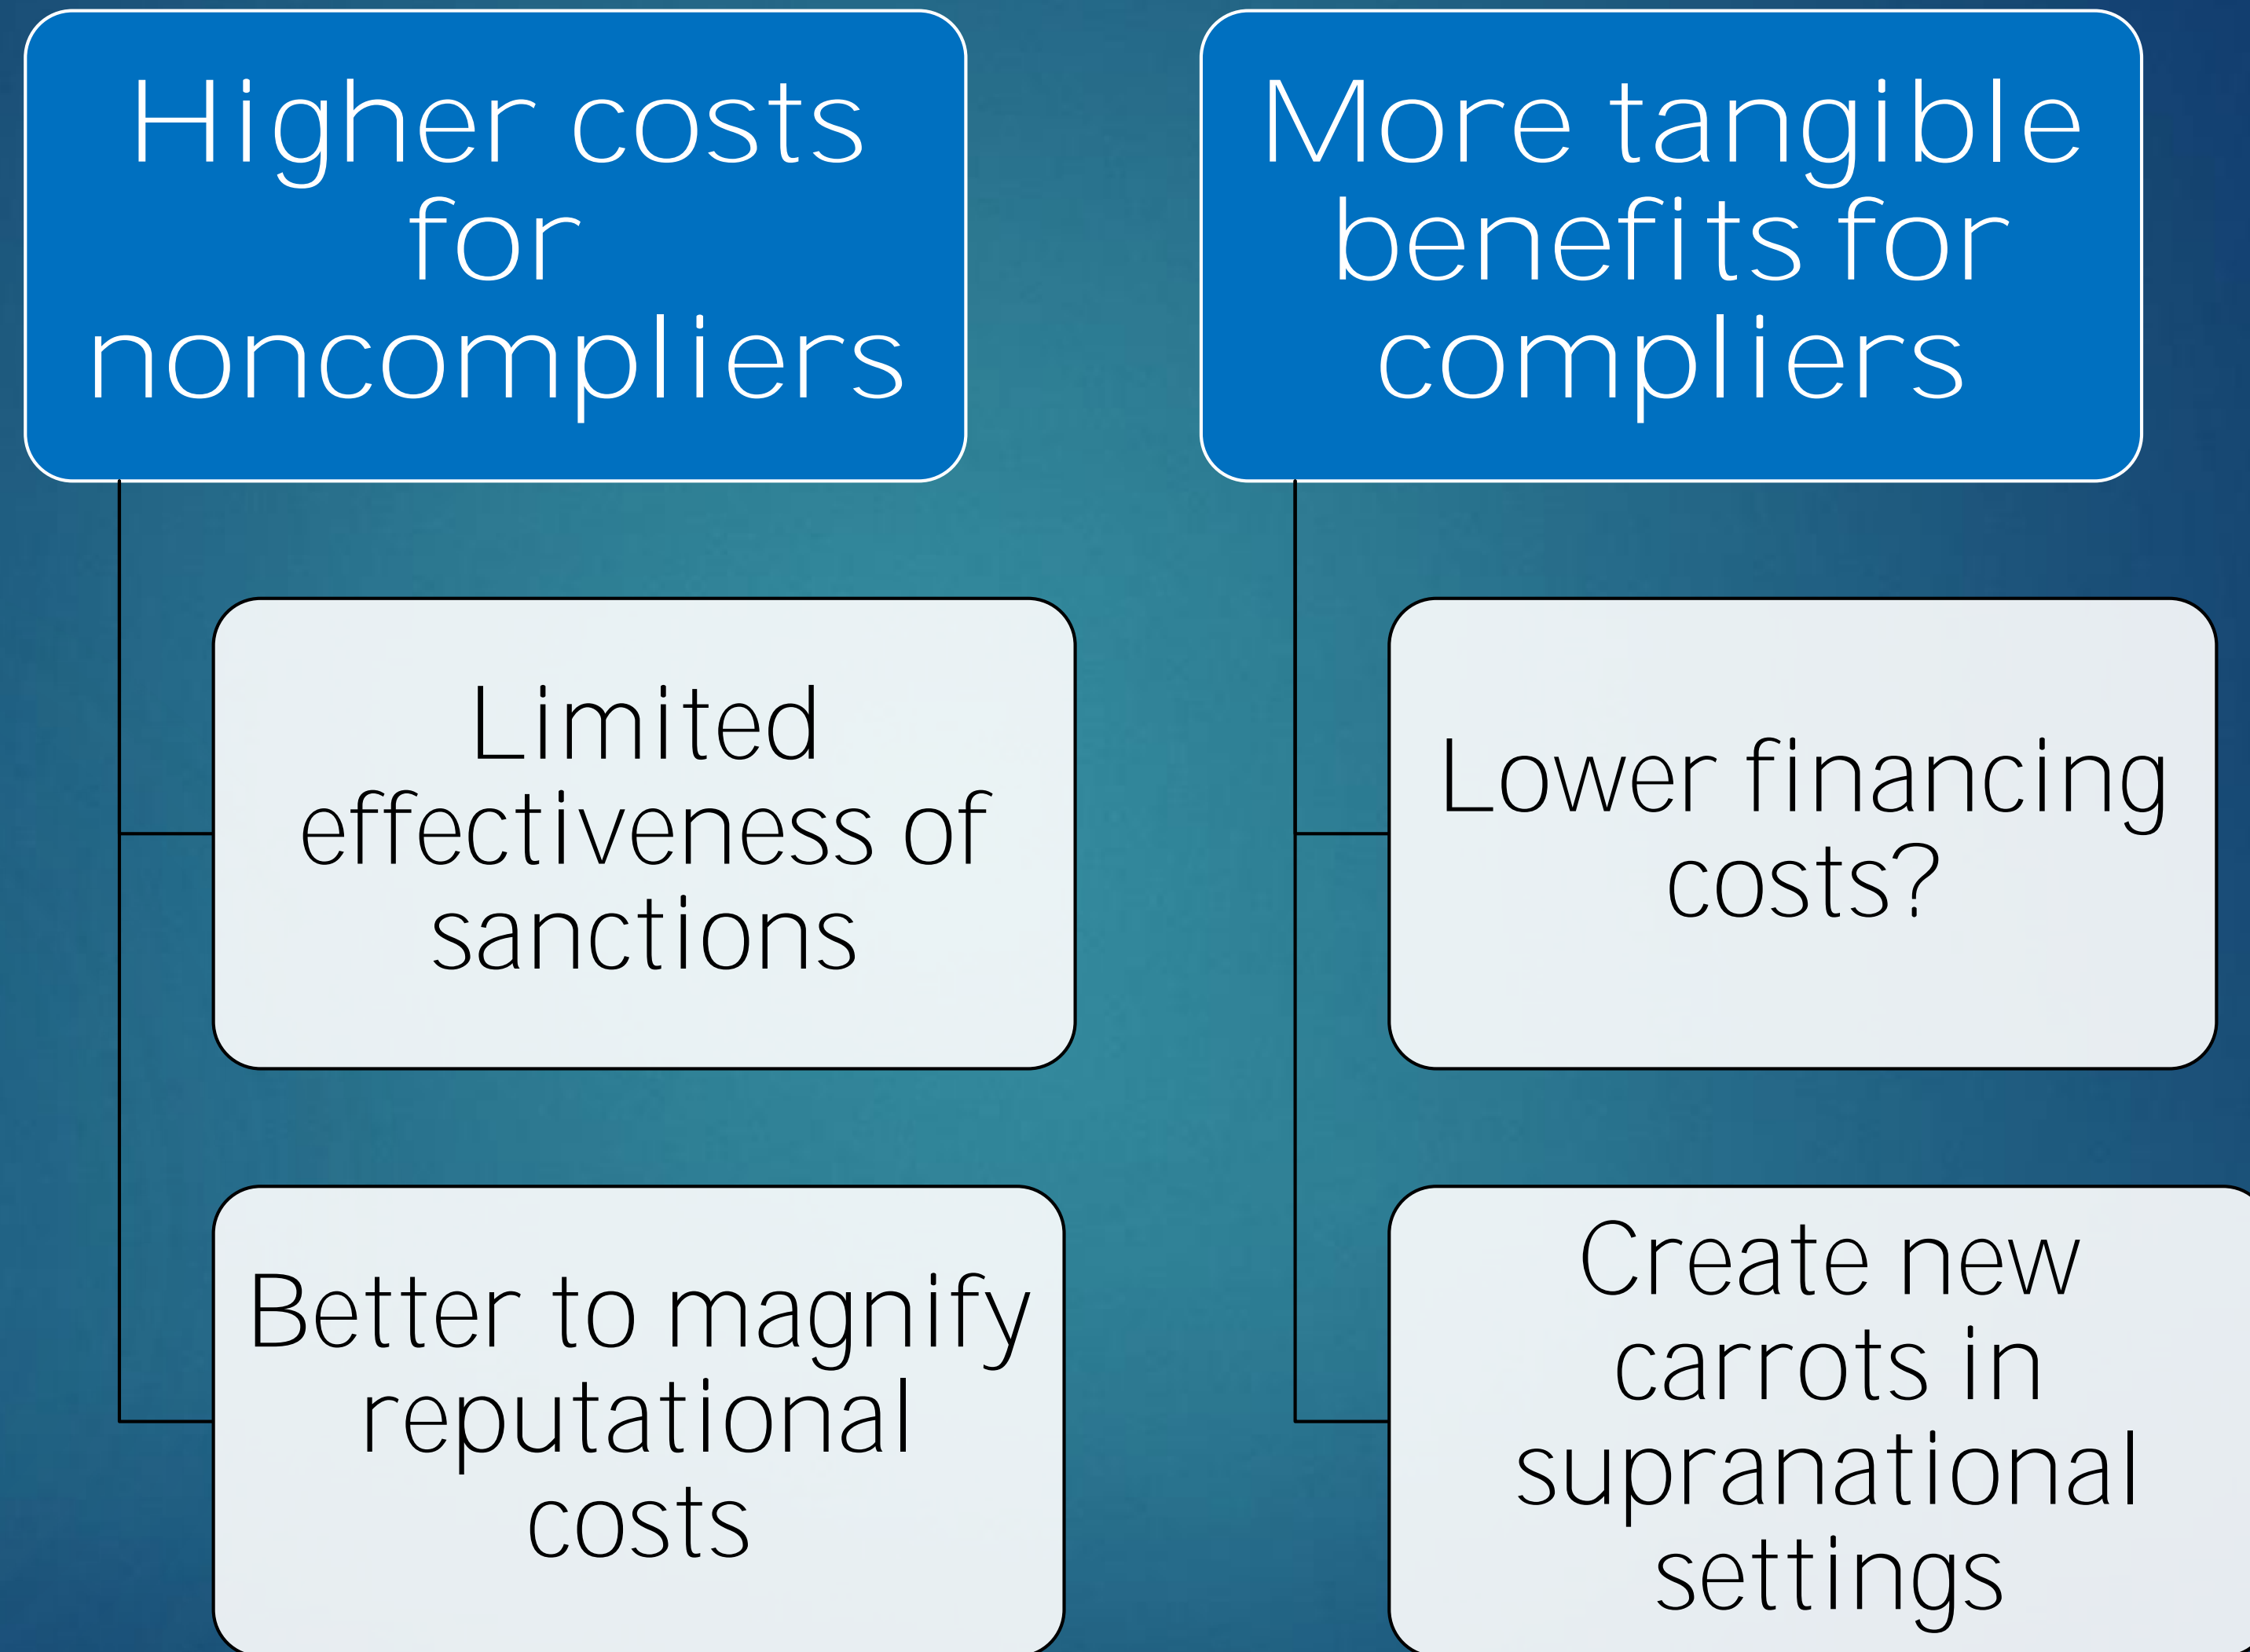 Higher costs
for
noncompliers
Limited
effectiveness of
sanctions
Better to magnify
reputational
costs
More tangible
benefits for
compliers
Lower financing
costs?
Create new
carrots in
supranational
settings